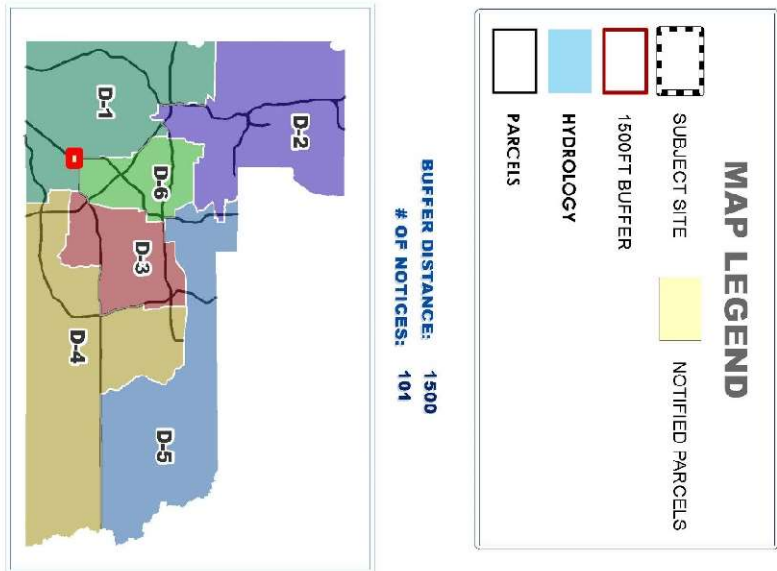 MAP LEGEND
SUBJECT SITE
1500FT BUFFER
HYDROLOGY
PARCELS
NOTIFIED PARCELS
BUFFER DISTANCE: 1500
# OF NOTICES: 101
D-2
D-1
D-6
D-3
D-5
D-4